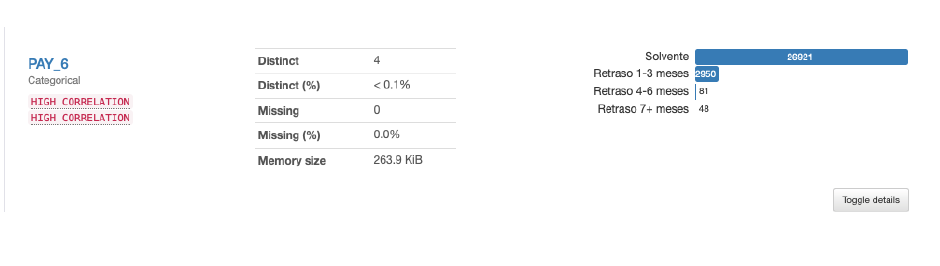 PAY_6
Categorical
HIGH CORRELATION
HIGH CORRELATION
Distinct 4
Distinct (%) < 0.1%
Missing 0
Missing (%) 0.0%
Memory size 263.9 KiB
Solvente 26921
Retraso 1-3 meses 2950
Retraso 4-6 meses 81
Retraso 7+ meses 48
Toggle details